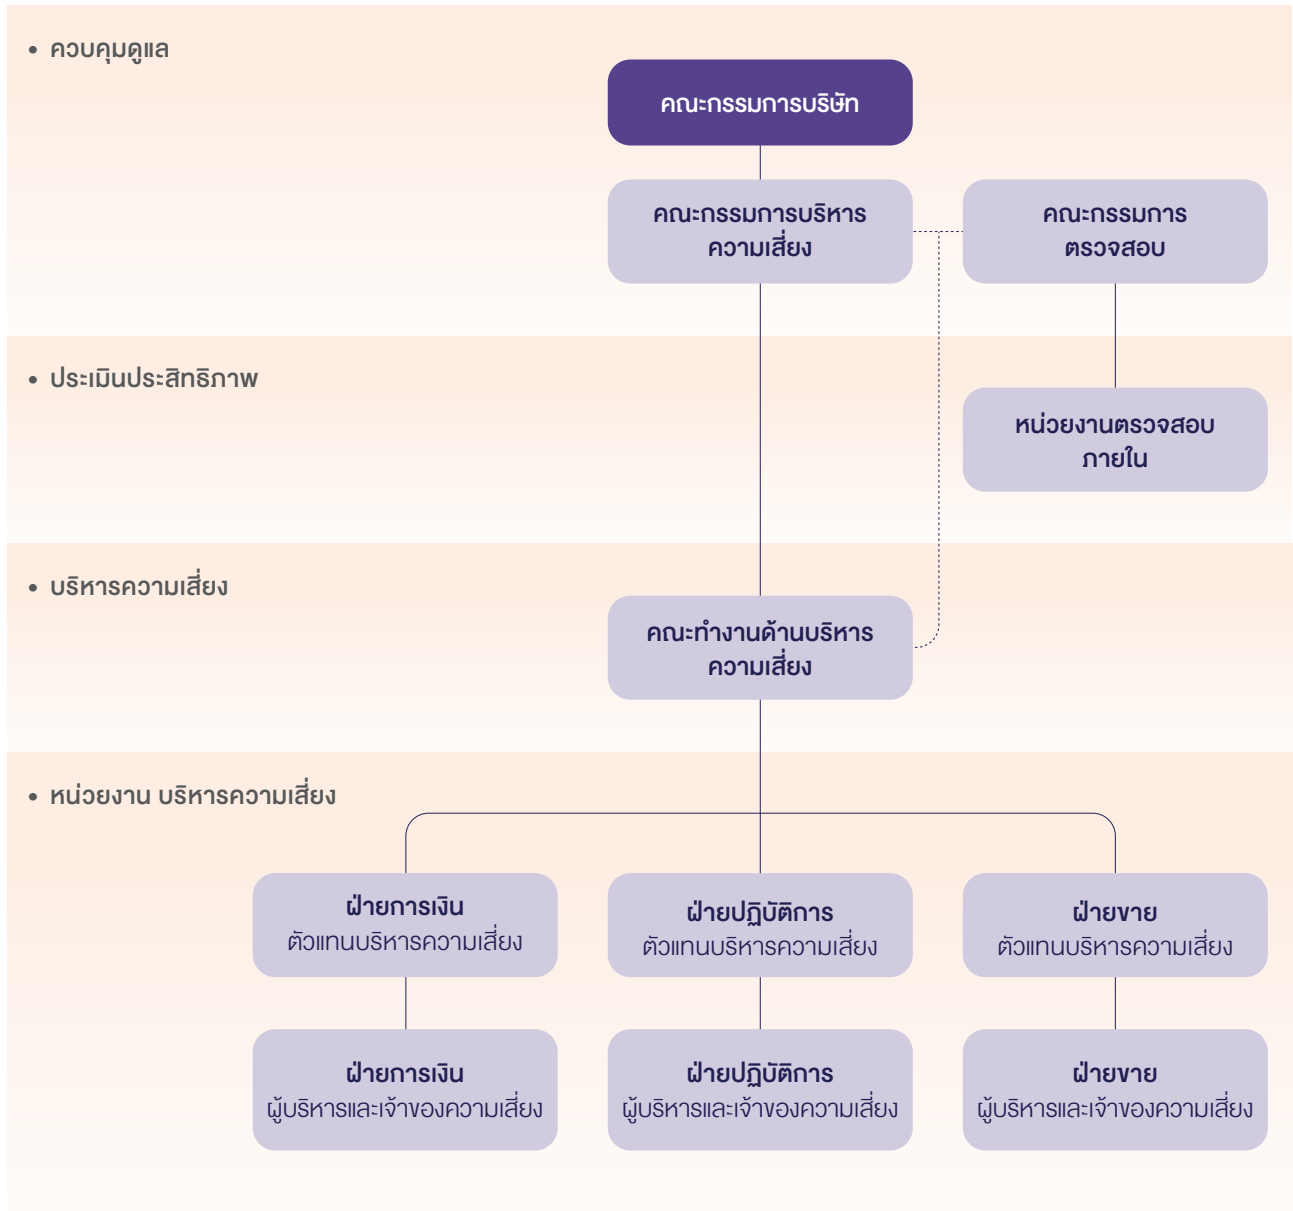 • ควบคุมดูแล
คณะกรรมการบริษัท
คณะกรรมการบริหาร
ความเสี่ยง
คณะกรรมการ
ตรวจสอบ
• ประเมินประสิทธิภาพ
หน่วยงานตรวจสอบ
ภายใน
• บริหารความเสี่ยง
คณะทำงานด้านบริหาร
ความเสี่ยง
• หน่วยงาน บริหารความเสี่ยง
ฝ่ายการเงิน
ตัวแทนบริหารความเสี่ยง
ฝ่ายปฏิบัติการ
ตัวแทนบริหารความเสี่ยง
ฝ่ายขาย
ตัวแทนบริหารความเสี่ยง
ฝ่ายการเงิน
ผู้บริหารและเจ้าของความเสี่ยง
ฝ่ายปฏิบัติการ
ผู้บริหารและเจ้าของความเสี่ยง
ฝ่ายขาย
ผู้บริหารและเจ้าของความเสี่ยง